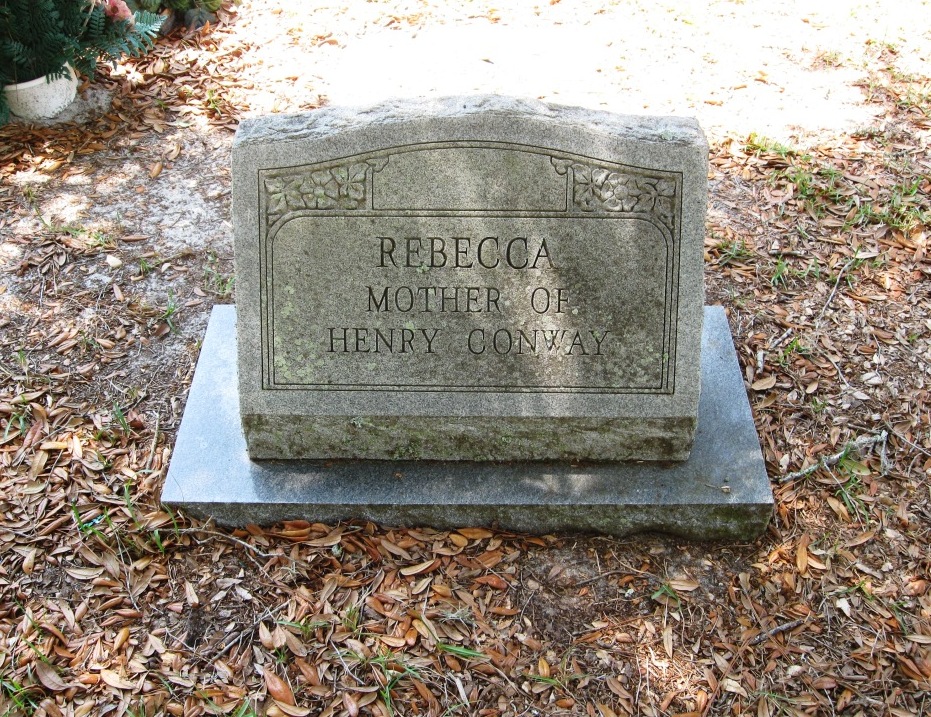 REBECCA
MOTHER OF
HENRY CONWAY